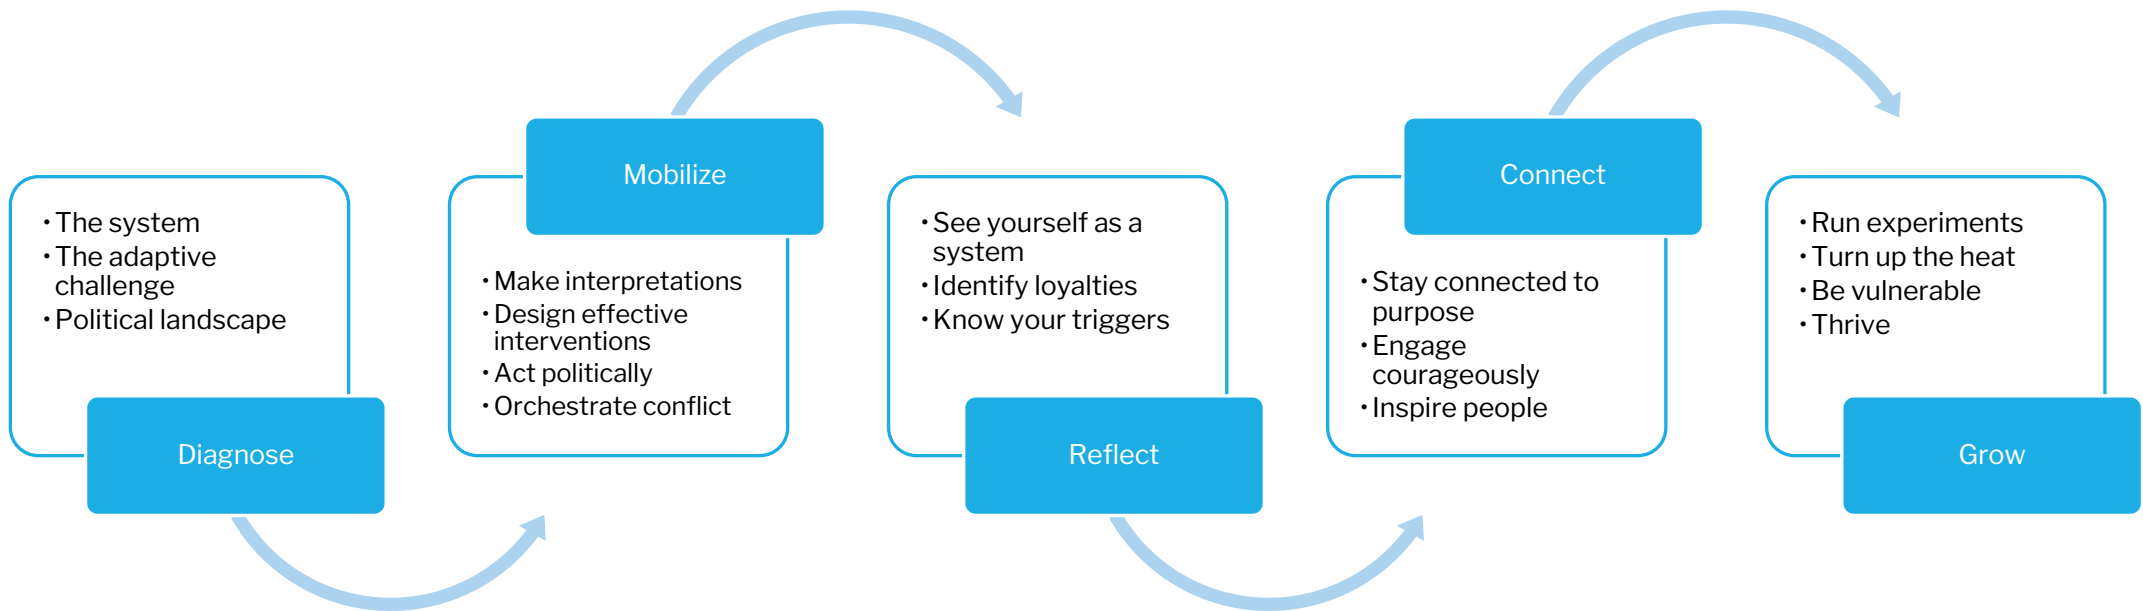 • The system
• The adaptive
challenge
• Political landscape
Diagnose
Mobilize
• Make interpretations
• Design effective
interventions
• Act politically
• Orchestrate conflict
• See yourself as a
system
• Identify loyalties
• Know your triggers
Reflect
Connect
• Stay connected to
purpose
• Engage
courageously
• Inspire people
• Run experiments
• Turn up the heat
• Be vulnerable
• Thrive
Grow